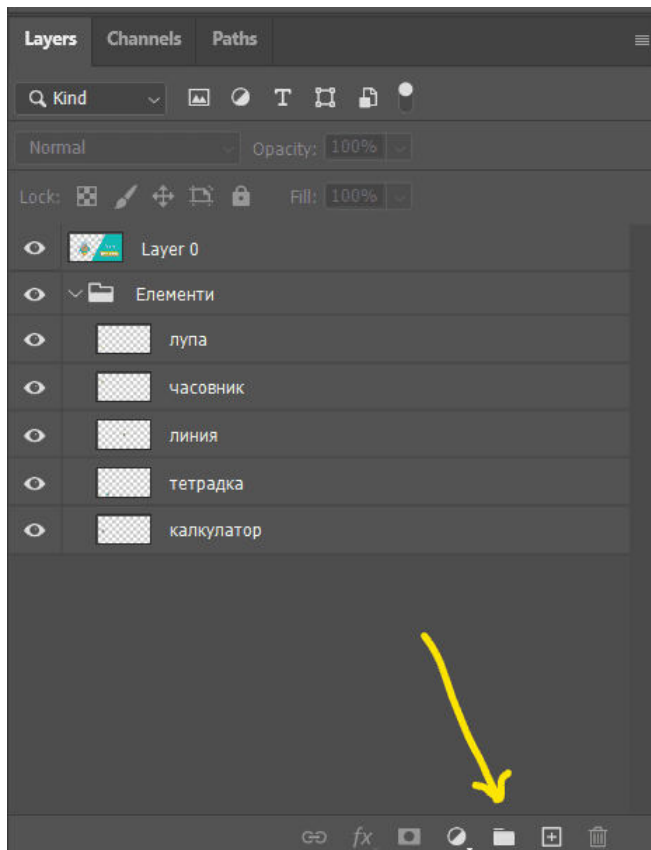 Layers Channels Paths
Kind
Normal Opacity: 100%
Lock: Fill: 100%
Layer 0
Елементи
лупа
часовник
линия
тетрадка
калкулатор
fx